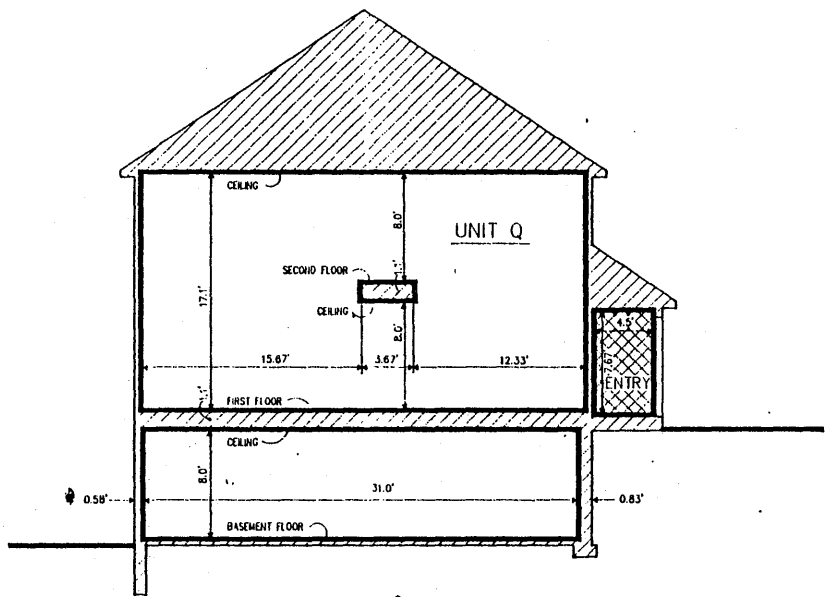 CEILING
8.0'
UNIT Q
SECOND FLOOR
1.1'
17.1'
CEILING
8.0'
4.5'
7.67'
15.67'
3.67'
12.33'
ENTRY
FIRST FLOOR
1.1'
CEILING
8.0'
0.58'
31.0'
0.83'
BASEMENT FLOOR